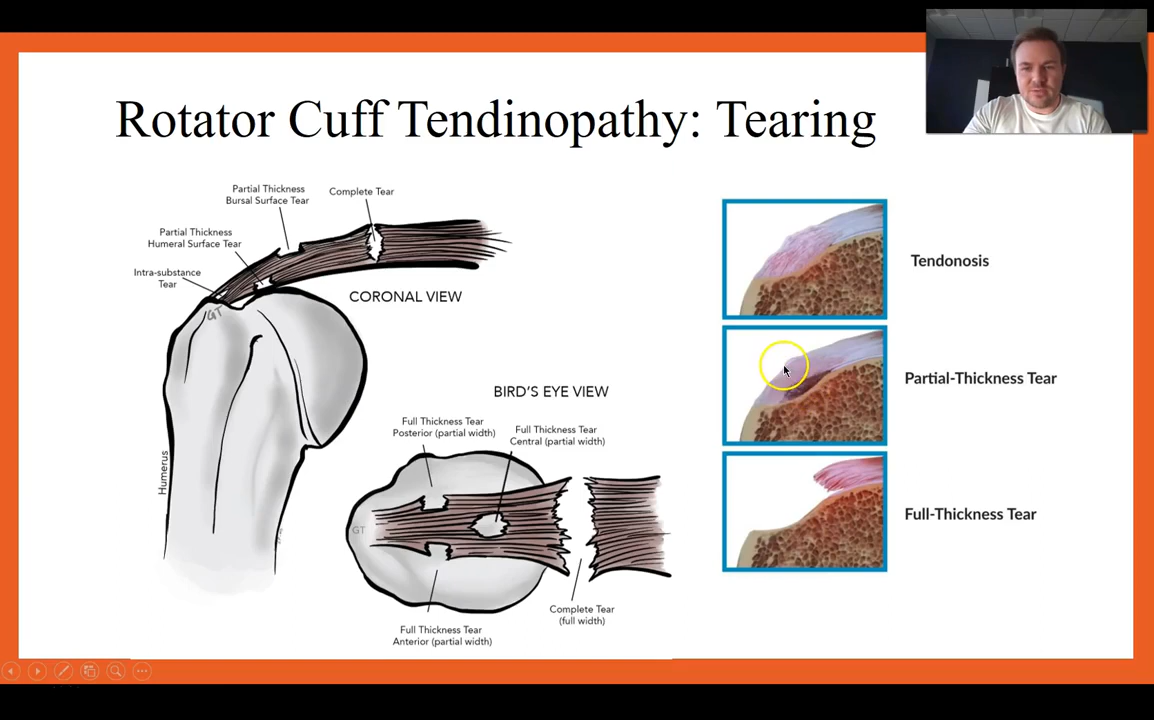 Rotator Cuff Tendinopathy: Tearing
Partial Thickness
Bursal Surface Tear
Complete Tear
Partial Thickness
Humeral Surface Tear
Intra-substance
Tear
GT
CORONAL VIEW
Humerus
BIRD'S EYE VIEW
Full Thickness Tear
Posterior (partial width)
Full Thickness Tear
Central (partial width)
GT
Complete Tear
(full width)
Full Thickness Tear
Anterior (partial width)
Tendonosis
Partial-Thickness Tear
Full-Thickness Tear